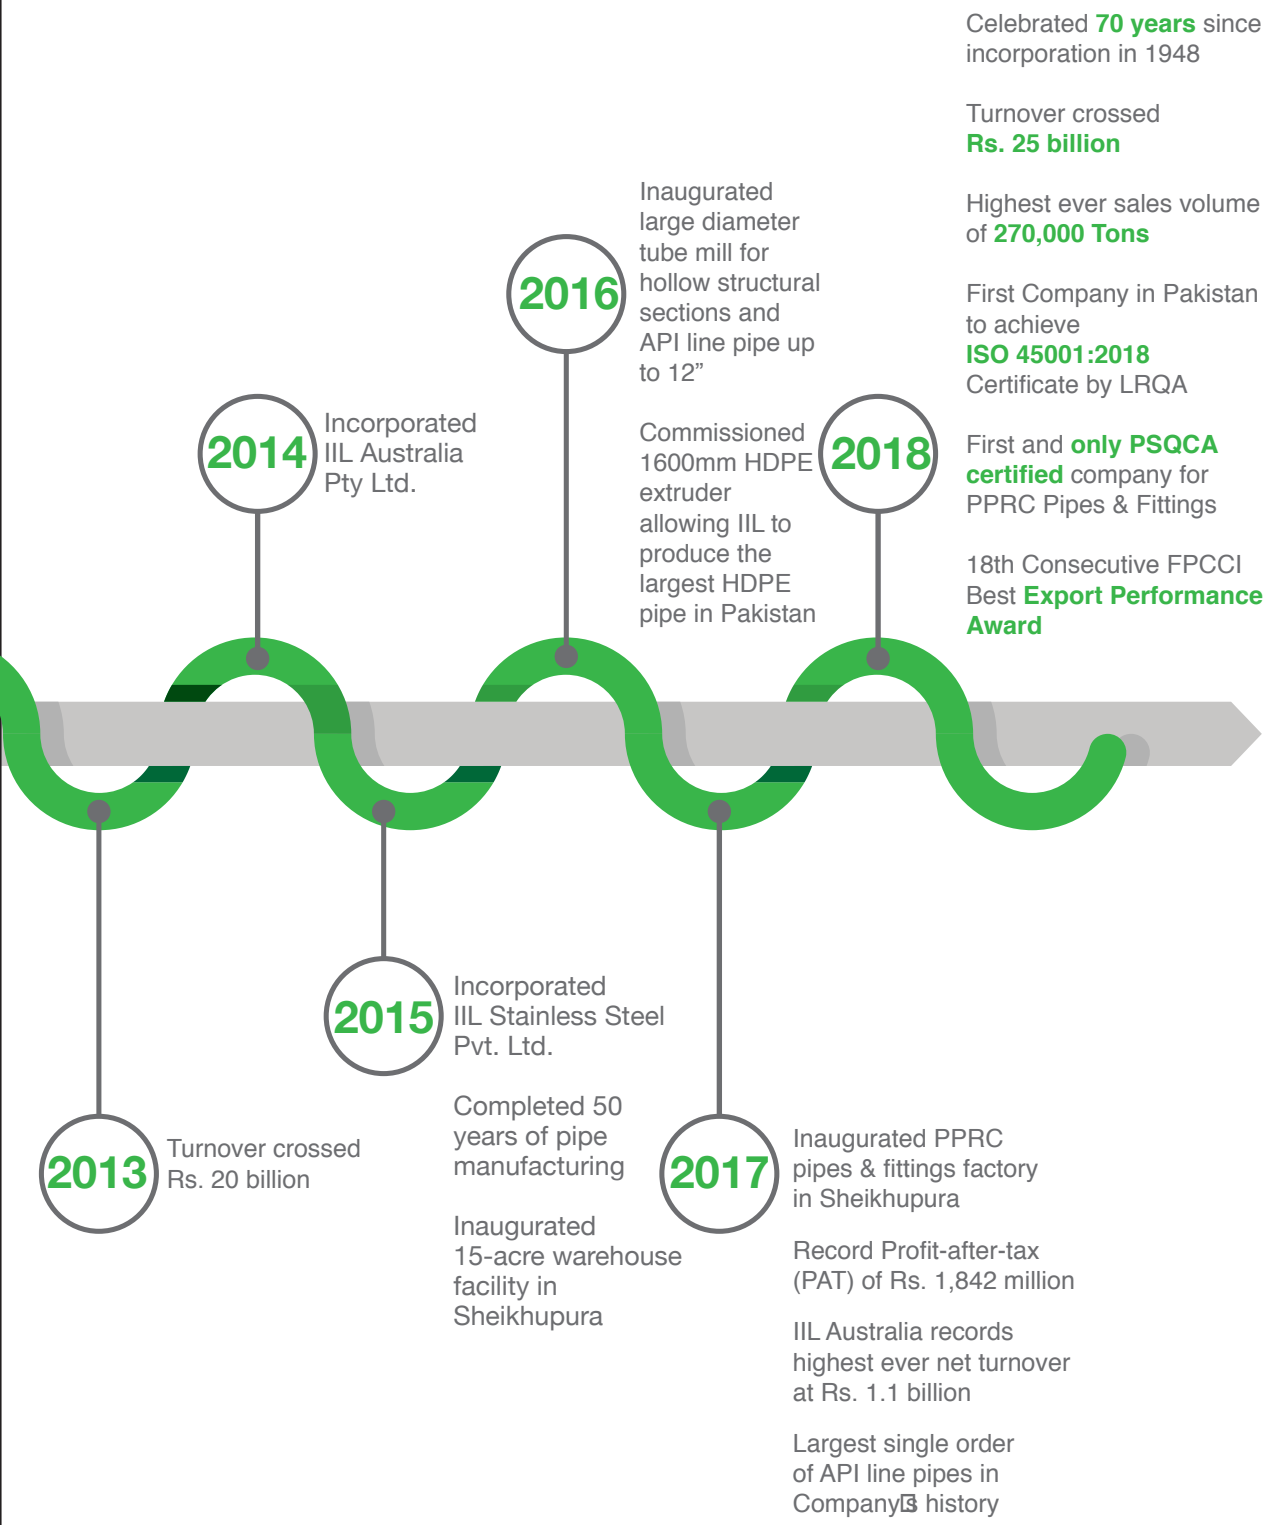 2013
Turnover crossed
Rs. 20 billion
2014
Incorporated
IIL Australia
Pty Ltd.
2015
Incorporated
IIL Stainless Steel
Pvt. Ltd.
Completed 50
years of pipe
manufacturing
Inaugurated
15-acre warehouse
facility in
Sheikhupura
2016
Inaugurated
large diameter
tube mill for
hollow structural
sections and
API line pipe up
to 12”
Commissioned
1600mm HDPE
extruder
allowing IIL to
produce the
largest HDPE
pipe in Pakistan
2017
Inaugurated PPRC
pipes & fittings factory
in Sheikhupura
Record Profit-after-tax
(PAT) of Rs. 1,842 million
IIL Australia records
highest ever net turnover
at Rs. 1.1 billion
Largest single order
of API line pipes in
Company□s history
2018
Celebrated 70 years since
incorporation in 1948
Turnover crossed
Rs. 25 billion
Highest ever sales volume
of 270,000 Tons
First Company in Pakistan
to achieve
ISO 45001:2018
Certificate by LRQA
First and only PSQCA
certified company for
PPRC Pipes & Fittings
18th Consecutive FPCCI
Best Export Performance
Award